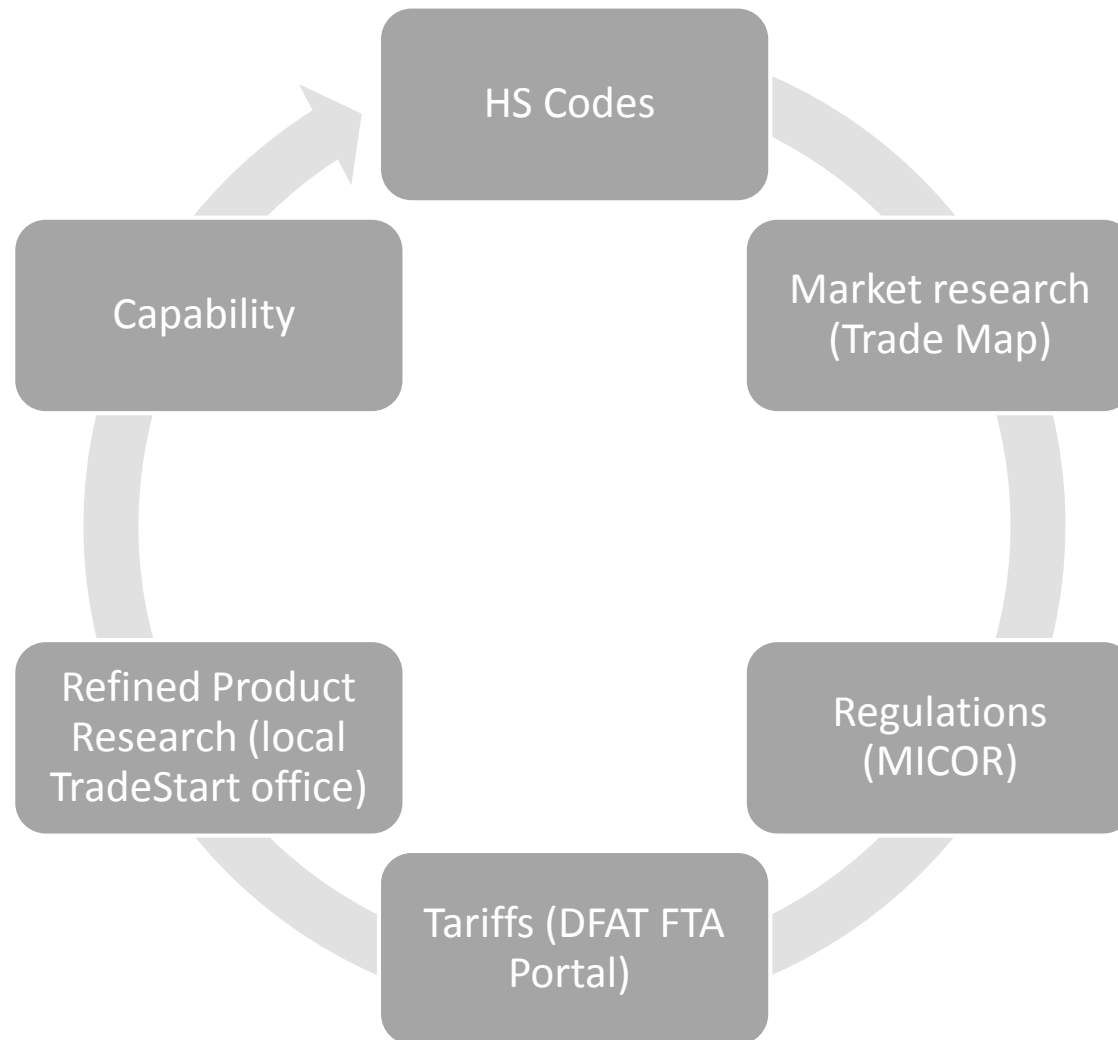 HS Codes
Market research
(Trade Map)
Regulations
(MICOR)
Tariffs (DFAT FTA
Portal)
Refined Product
Research (local
TradeStart office)
Capability